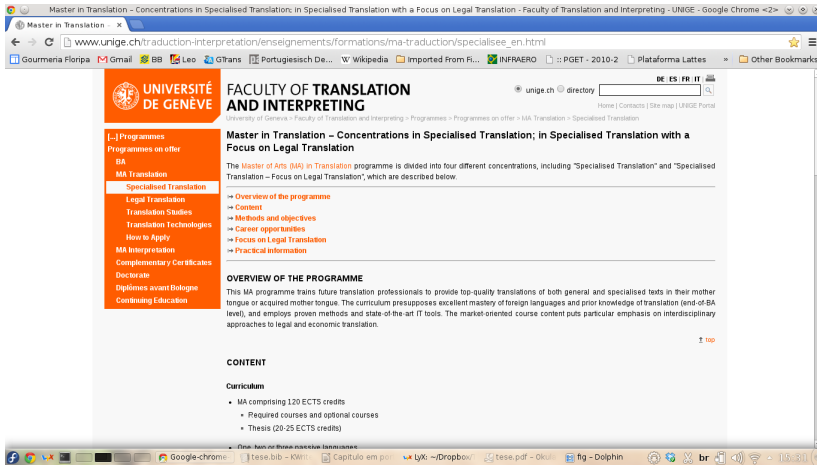 Master in Translation – Concentrations in Specialised Translation; in Specialised Translation with a Focus on Legal Translation - Faculty of Translation and Interpreting - UNIGE - Google Chrome <2>
Master in Translation -
www.unige.ch/traduction-interpretation/enseignements/formations/ma-traduction/specialisee_en.html
Gourmeria Floripa Gmail BB Leo GTrans Portugiesisch De... Wikipedia Imported From Fi... INFRAERO :: PGET - 2010-2 Plataforma Lattes » Other Bookmarks
DE | ES | FR | IT |
UNIVERSITÉ
DE GENÈVE
FACULTY OF TRANSLATION
AND INTERPRETING
unige.ch directory
Home | Contacts | Site map | UNIGE Portal
University of Geneva > Faculty of Translation and Interpreting > Programmes > Programmes on offer > MA Translation > Specialised Translation
[...] Programmes
Programmes on offer
BA
MA Translation
Specialised Translation
Legal Translation
Translation Studies
Translation Technologies
How to Apply
MA Interpretation
Complementary Certificates
Doctorate
Diplômes avant Bologne
Continuing Education
Master in Translation – Concentrations in Specialised Translation; in Specialised Translation with a
Focus on Legal Translation
The Master of Arts (MA) in Translation programme is divided into four different concentrations, including "Specialised Translation" and "Specialised
Translation – Focus on Legal Translation", which are described below.
Overview of the programme
Content
Methods and objectives
Career opportunities
Focus on Legal Translation
Practical information
OVERVIEW OF THE PROGRAMME
This MA programme trains future translation professionals to provide top-quality translations of both general and specialised texts in their mother
tongue or acquired mother tongue. The curriculum presupposes excellent mastery of foreign languages and prior knowledge of translation (end-of-BA
level), and employs proven methods and state-of-the-art IT tools. The market-oriented course content puts particular emphasis on interdisciplinary
approaches to legal and economic translation.
top
CONTENT
Curriculum
MA comprising 120 ECTS credits
Required courses and optional courses
Thesis (20-25 ECTS credits)
One, two or three passive languages
Google-chrome tese.bib – KWrite Capítulo em por LyX: ~/Dropbox/ tese.pdf – Okul fig – Dolphin br